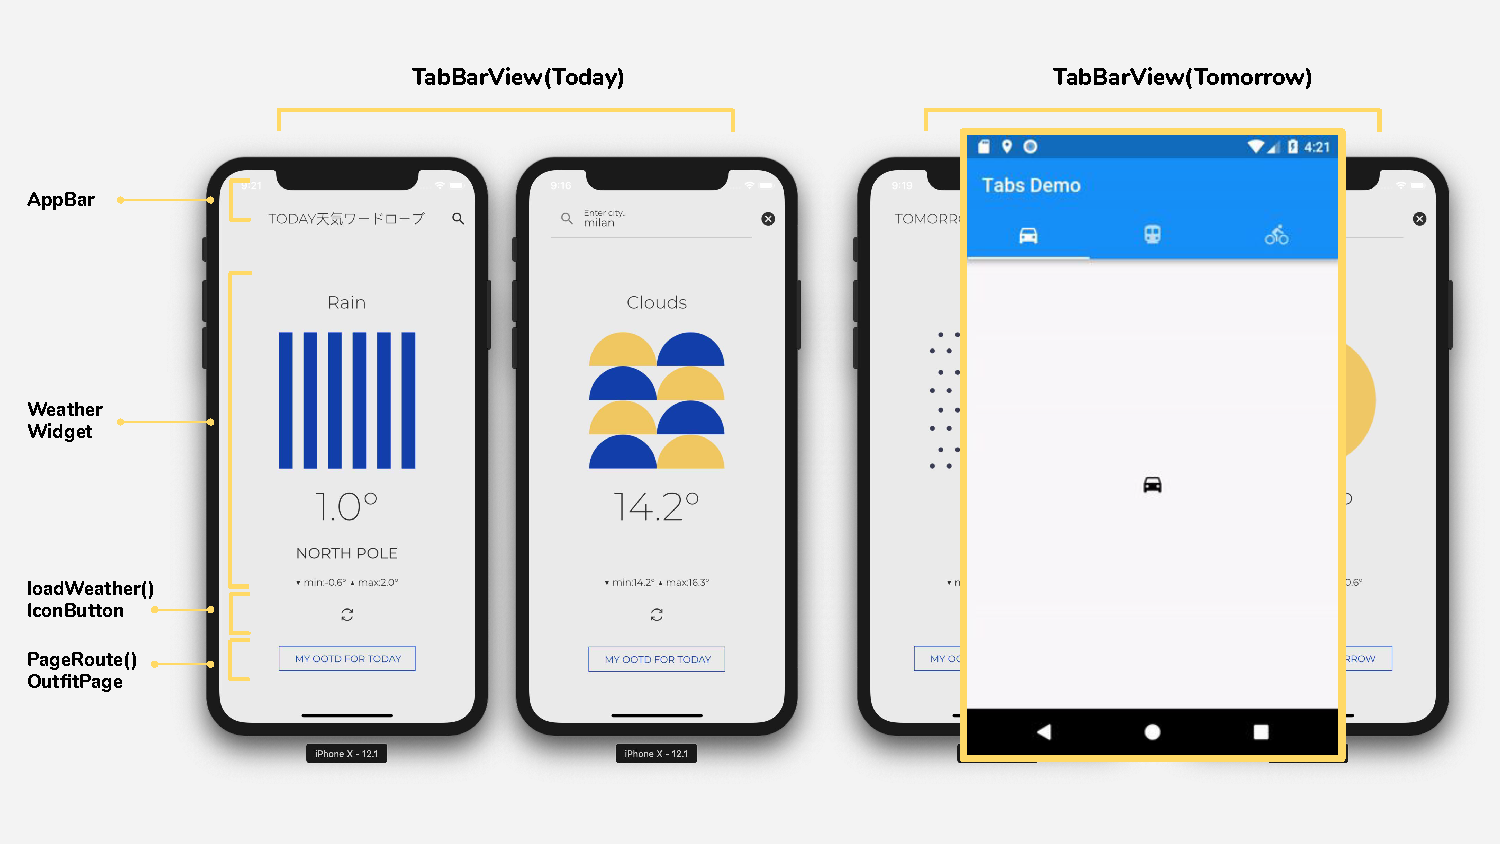 TabBarView(Today)
TabBarView(Tomorrow)
AppBar
Weather
Widget
loadWeather()
IconButton
PageRoute()
OutfitPage
9:21
TODAY天気ワードローブ
Rain
1.0°
NORTH POLE
▾ min:-0.6° ▴ max:2.0°
MY OOTD FOR TODAY
iPhone X - 12.1
9:16
Enter city..
milan
Clouds
14.2°
▾ min:14.2° ▴ max:16.3°
MY OOTD FOR TODAY
iPhone X - 12.1
9:19
TOMORR
MY OO
4:21
Tabs Demo
0.6°
RROW